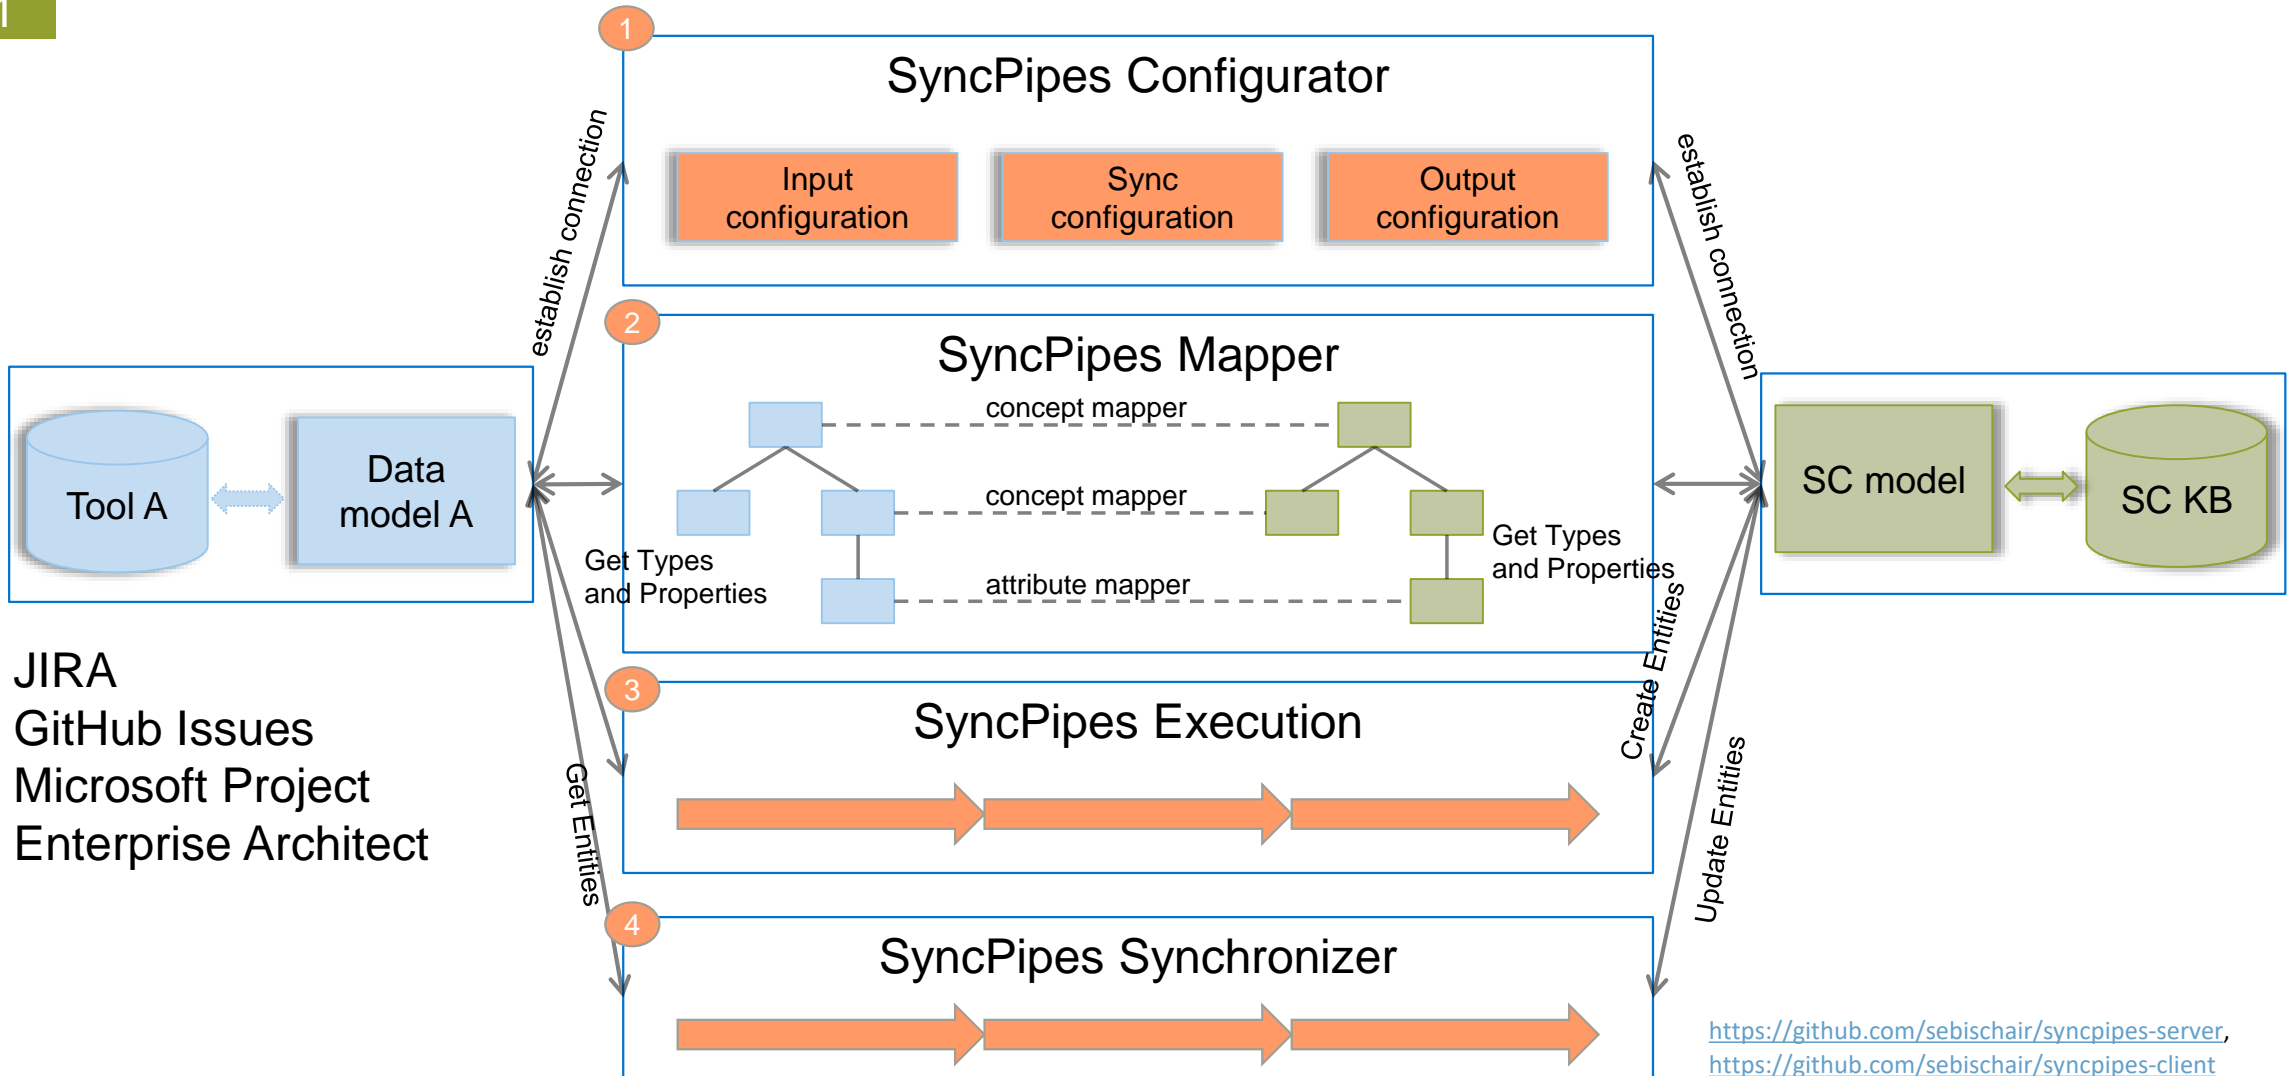 1
1
SyncPipes Configurator
Input
configuration
Sync
configuration
Output
configuration
establish connection
establish connection
2
SyncPipes Mapper
concept mapper
concept mapper
attribute mapper
Get Types
and Properties
Get Types
and Properties
Tool A
Data
model A
SC model
SC KB
JIRA
GitHub Issues
Microsoft Project
Enterprise Architect
3
SyncPipes Execution
Get Entities
Create Entities
Update Entities
4
SyncPipes Synchronizer
https://github.com/sebischair/syncpipes-server,
https://github.com/sebischair/syncpipes-client